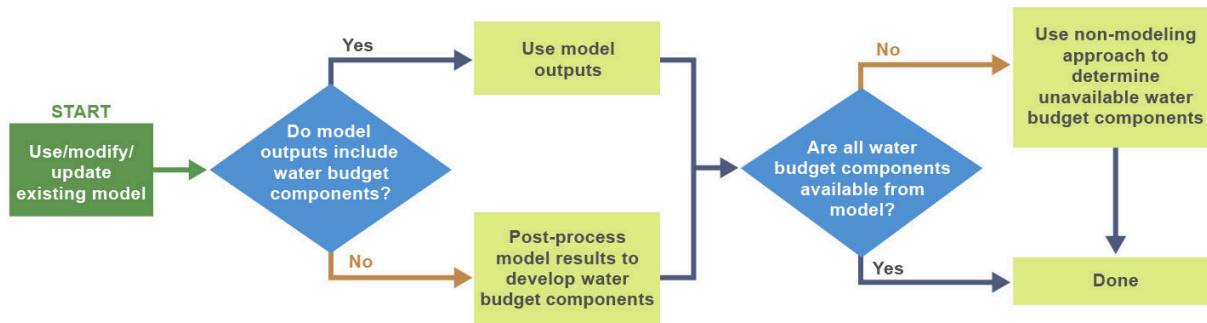 START
Use/modify/
update
existing model
Do model
outputs include
water budget
components?
Yes
Use model
outputs
No
Post-process
model results to
develop water
budget components
Are all water
budget components
available from
model?
No
Use non-modeling
approach to
determine
unavailable water
budget components
Yes
Done